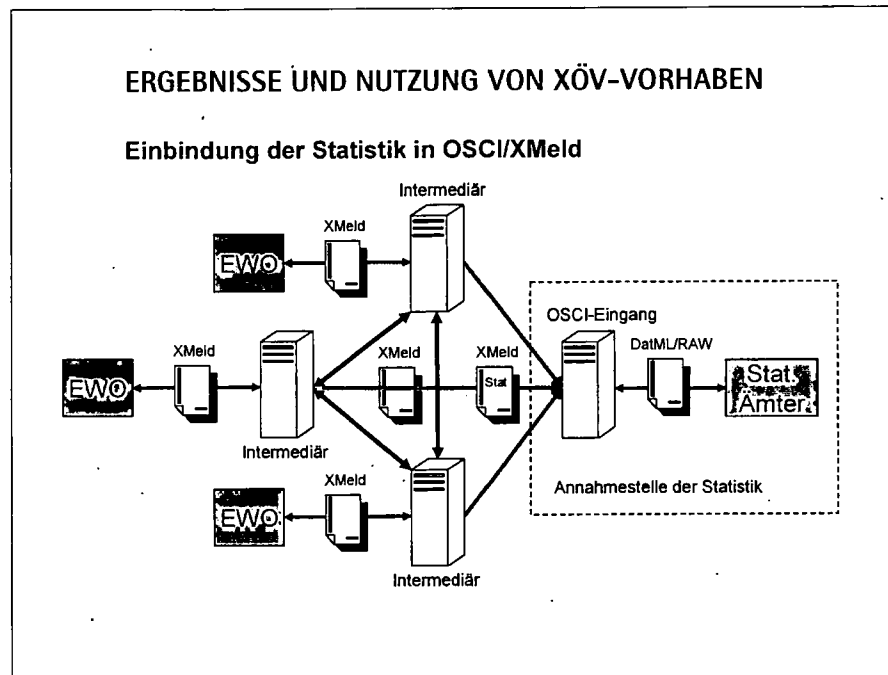 ERGEBNISSE UND NUTZUNG VON XÖV-VORHABEN
Einbindung der Statistik in OSCI/XMeld
Intermediär
XMeld
EWO
OSCI-Eingang
DatML/RAW
XMeld
EWO
XMeld
XMeld
Stat
Stat.
Ämter
Intermediär
XMeld
EWO
Annahmestelle der Statistik
Intermediär